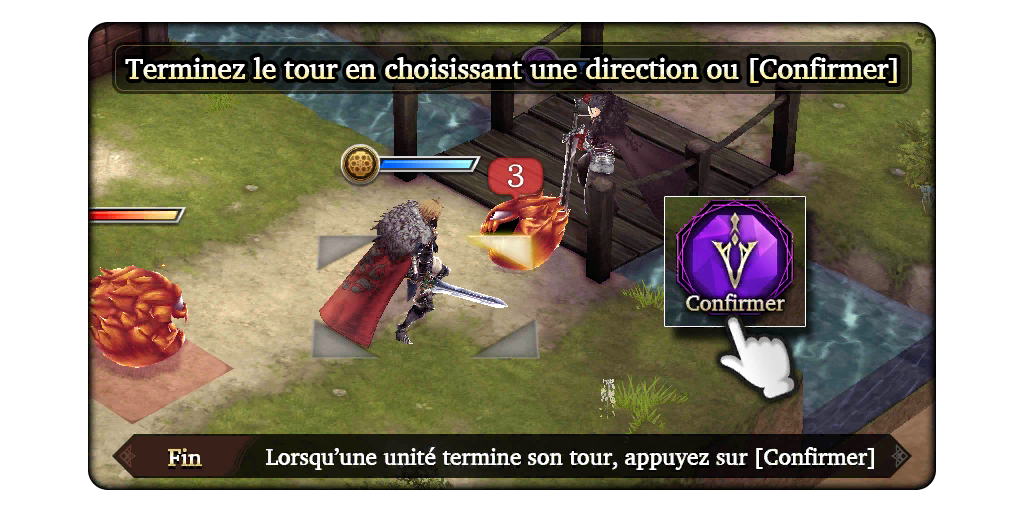 Terminez le tour en choisissant une direction ou [Confirmer]
3
Confirmer
Fin
Lorsqu'une unité termine son tour, appuyez sur [Confirmer]